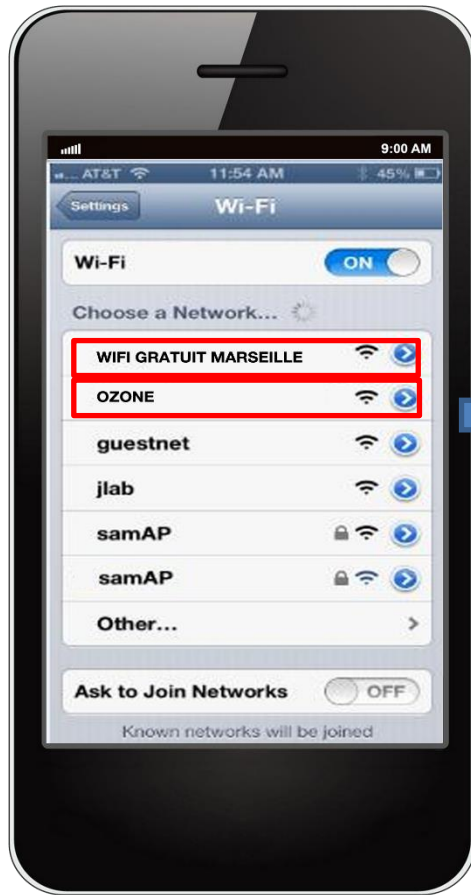 9:00 AM
AT&T 11:54 AM 45%
Settings Wi-Fi
Wi-Fi ON
Choose a Network...
WIFI GRATUIT MARSEILLE
OZONE
guestnet
jlab
samAP
samAP
Other...
Ask to Join Networks OFF
Known networks will be joined